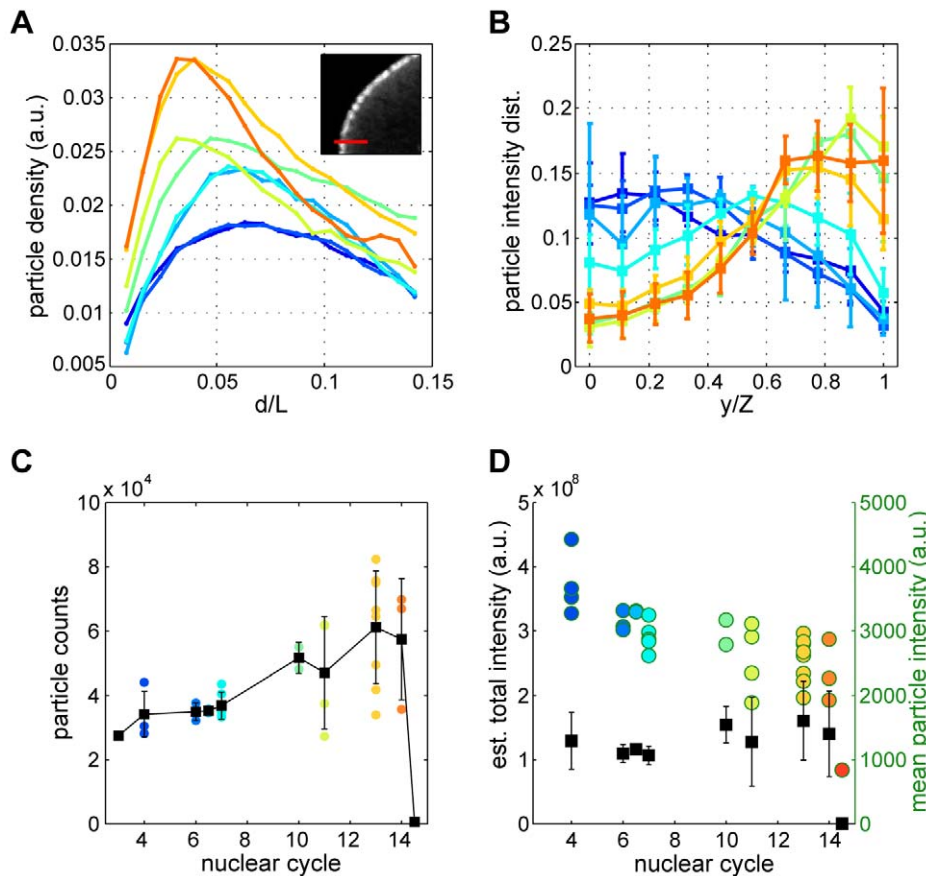 A
particle density (a.u.)
0.035
0.03
0.025
0.02
0.015
0.01
0.005
0
0.05
0.1
0.15
d/L
B
particle intensity dist.
0.25
0.2
0.15
0.1
0.05
0
0 0.2 0.4 0.6 0.8 1
y/Z
C
x 10⁴
particle counts
10
8
6
4
2
0
4 6 8 10 12 14
nuclear cycle
D
x 10⁸
est. total intensity (a.u.)
5
4
3
2
1
0
4 6 8 10 12 14
nuclear cycle
5000
4000
3000
2000
1000
0
mean particle intensity (a.u.)